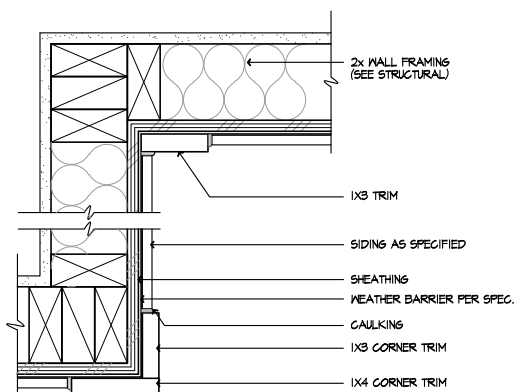 2x WALL FRAMING
(SEE STRUCTURAL)
1X3 TRIM
SIDING AS SPECIFIED
SHEATHING
WEATHER BARRIER PER SPEC.
CAULKING
1X3 CORNER TRIM
1X4 CORNER TRIM